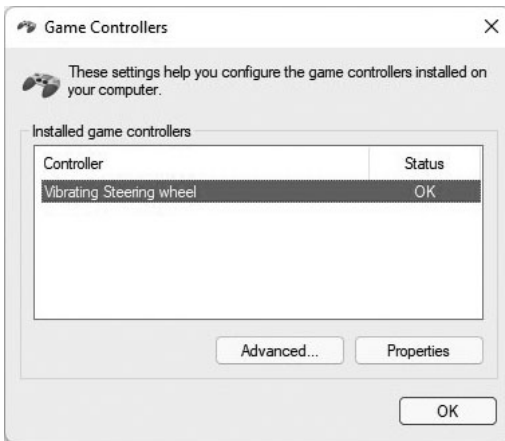 Game Controllers
These settings help you configure the game controllers installed on
your computer.
Installed game controllers
Controller Status
Vibrating Steering wheel OK
Advanced... Properties
OK